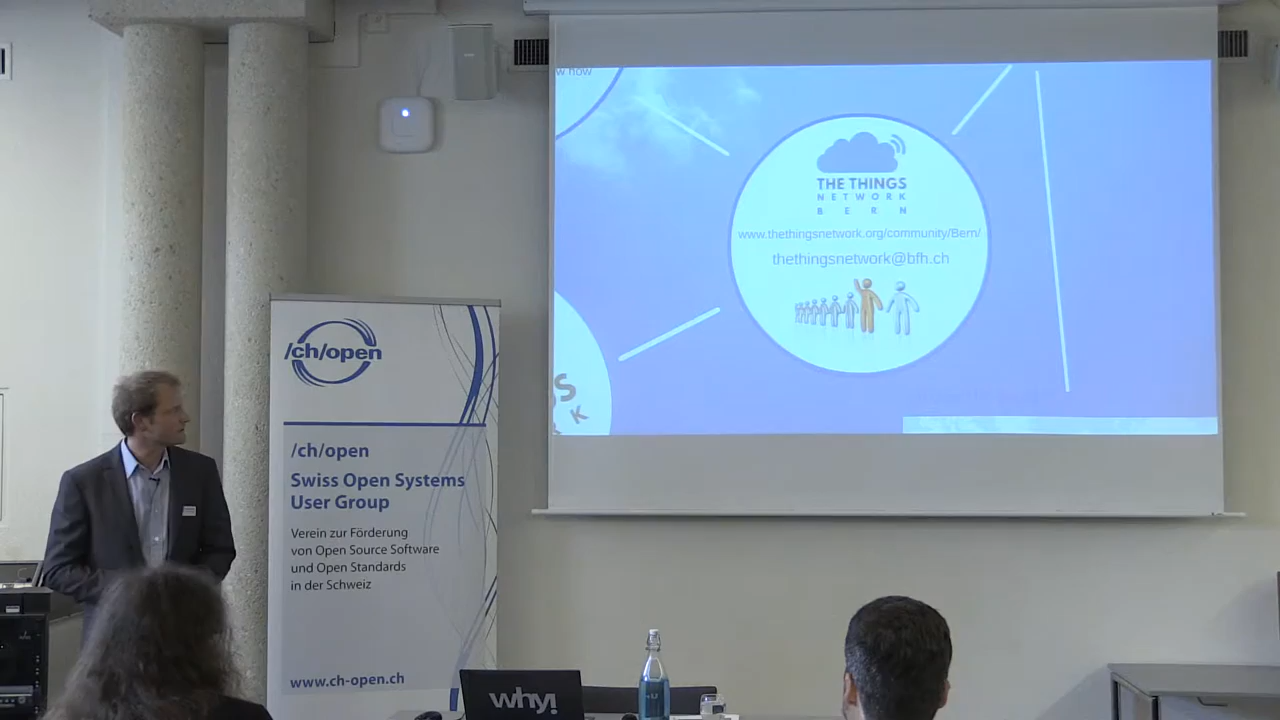 w now
THE THINGS
NETWORK
BERN
www.thethingsnetwork.org/community/Bern/
thethingsnetwork@bfh.ch
S
K
/ch/open
/ch/open
Swiss Open Systems
User Group
Verein zur Förderung
von Open Source Software
und Open Standards
in der Schweiz
www.ch-open.ch
why!